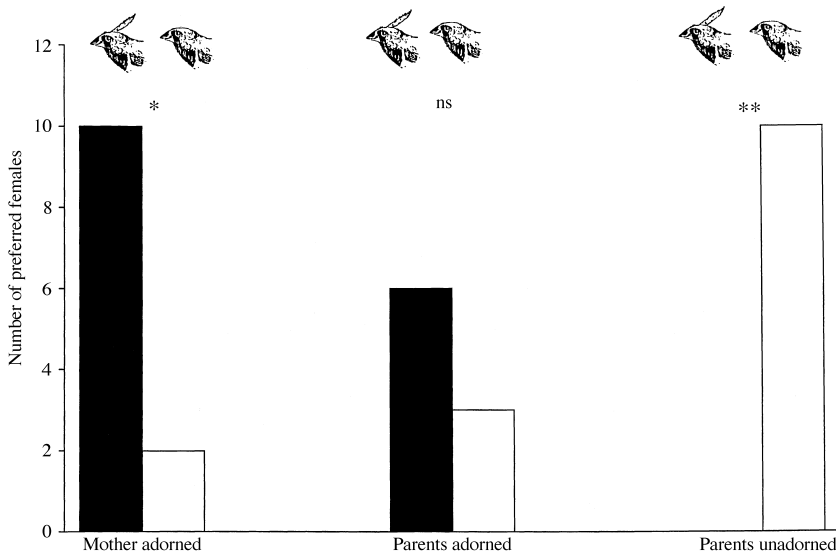 12
10
8
6
4
2
0
Number of preferred females
*
ns
**
Mother adorned
Parents adorned
Parents unadorned